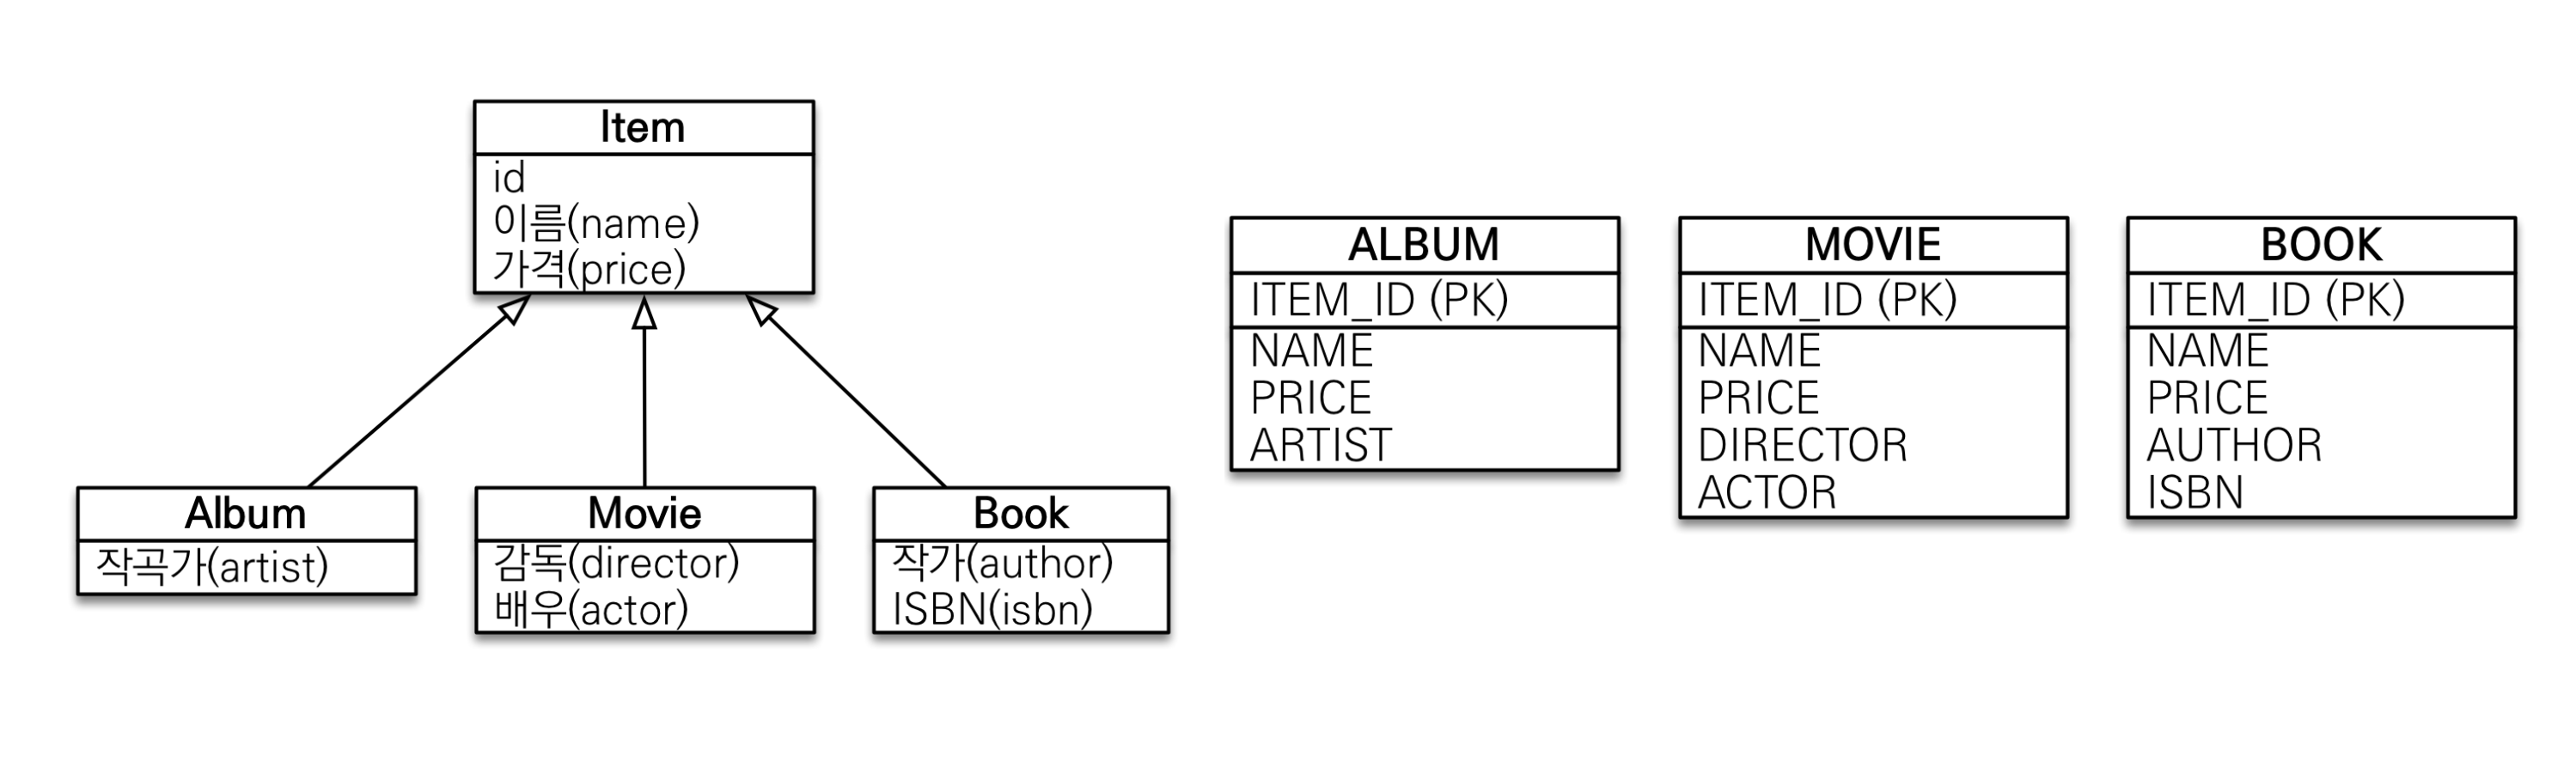 Item
id
이름(name)
가격(price)
Album
작곡가(artist)
Movie
감독(director)
배우(actor)
Book
작가(author)
ISBN(isbn)
ALBUM
ITEM_ID (PK)
NAME
PRICE
ARTIST
MOVIE
ITEM_ID (PK)
NAME
PRICE
DIRECTOR
ACTOR
BOOK
ITEM_ID (PK)
NAME
PRICE
AUTHOR
ISBN